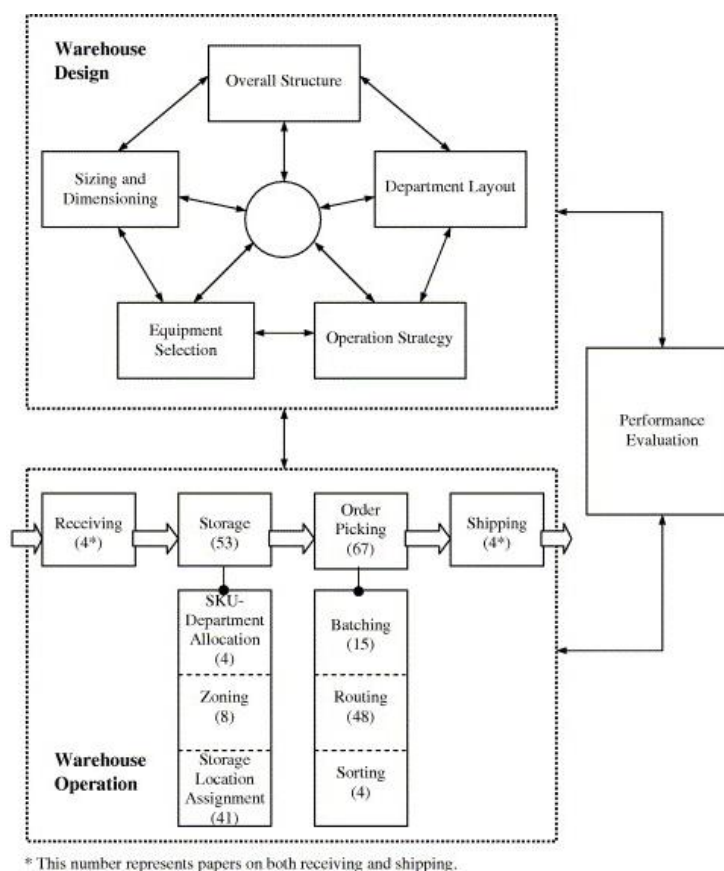 Warehouse
Design
Overall Structure
Sizing and
Dimensioning
Department Layout
Equipment
Selection
Operation Strategy
Performance
Evaluation
Receiving
(4*)
Storage
(53)
Order
Picking
(67)
Shipping
(4*)
SKU-
Department
Allocation
(4)
Zoning
(8)
Storage
Location
Assignment
(41)
Batching
(15)
Routing
(48)
Sorting
(4)
Warehouse
Operation
* This number represents papers on both receiving and shipping.